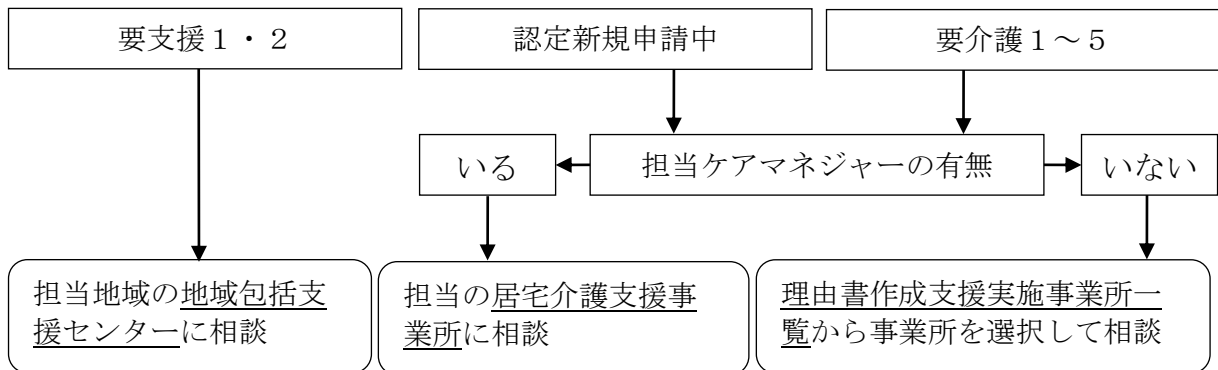 要支援１・２
認定新規申請中
要介護１～５
いる
担当ケアマネジャーの有無
いない
担当地域の地域包括支
援センターに相談
担当の居宅介護支援事
業所に相談
理由書作成支援実施事業所一
覧から事業所を選択して相談